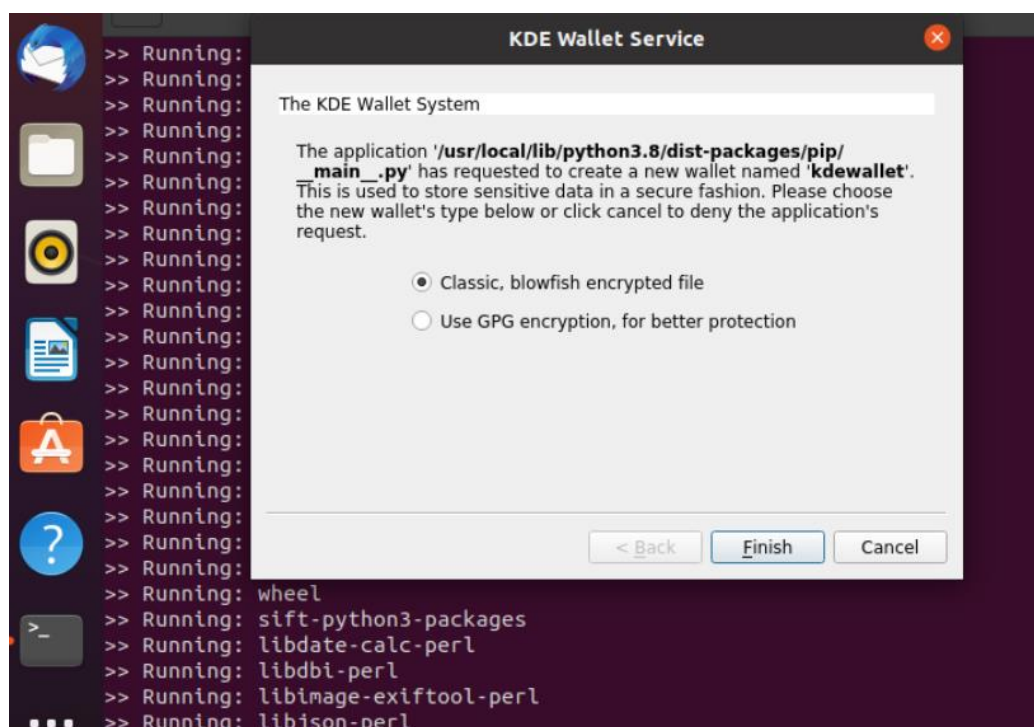 KDE Wallet Service
>> Running:
>> Running:
>> Running:
The KDE Wallet System
>> Running:
The application '/usr/local/lib/python3.8/dist-packages/pip/
>> Running:
__main__.py' has requested to create a new wallet named 'kdewallet'.
>> Running:
This is used to store sensitive data in a secure fashion. Please choose
the new wallet's type below or click cancel to deny the application's
>> Running:
request.
>> Running:
>> Running:
>> Running:
Classic, blowfish encrypted file
>> Running:
>> Running:
Use GPG encryption, for better protection
>> Running:
>> Running:
>> Running:
>> Running:
>> Running:
>> Running:
>> Running:
>> Running:
>> Running:
< Back
Finish
Cancel
>> Running:
>> Running: wheel
>> Running: sift-python3-packages
>> Running: libdate-calc-perl
>> Running: libdbi-perl
>> Running: libimage-exiftool-perl
>> Running: libjson-perl